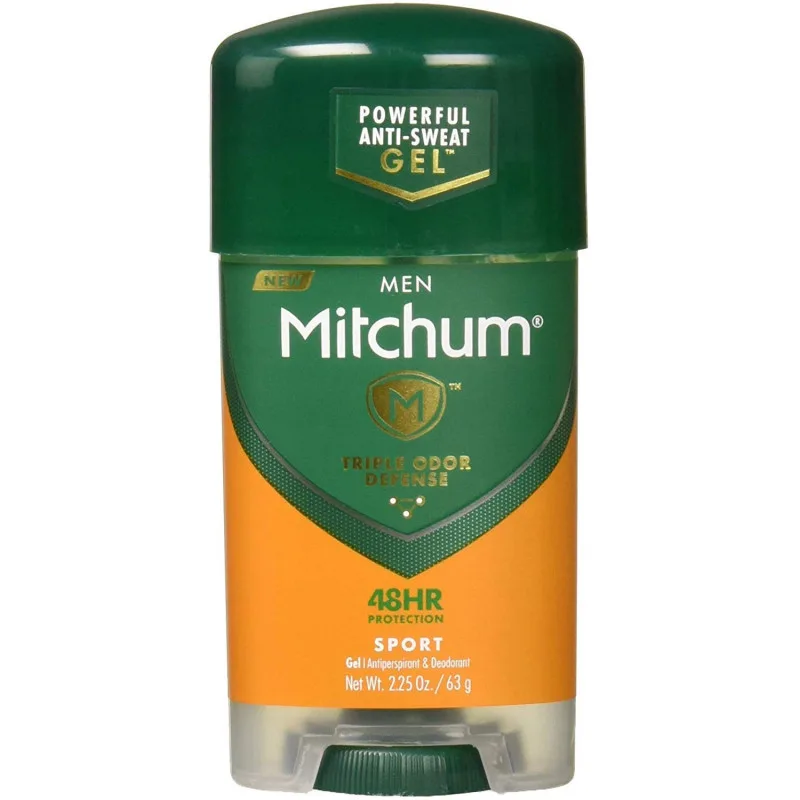 POWERFUL
ANTI-SWEAT
GEL™
NEW
MEN
Mitchum®
M™
TRIPLE ODOR
DEFENSE
48HR
PROTECTION
SPORT
Gel | Antiperspirant & Deodorant
Net Wt. 2.25 Oz. / 63 g